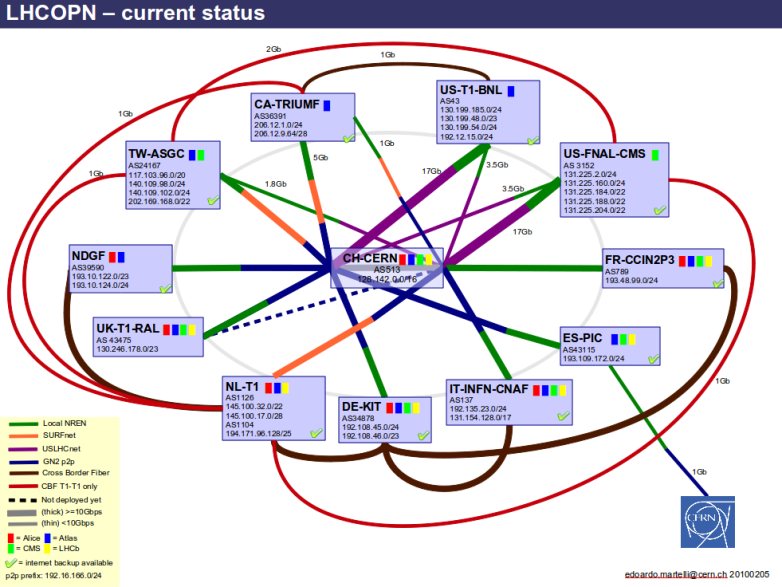 LHCOPN – current status
2Gb
1Gb
1Gb
CA-TRIUMF
AS36391
206.12.1.0/24
206.12.9.64/28
US-T1-BNL
AS43
130.199.185.0/24
130.199.48.0/23
130.199.54.0/24
192.12.15.0/24
TW-ASGC
AS24167
117.103.96.0/20
140.109.98.0/24
140.109.102.0/24
202.169.168.0/22
US-FNAL-CMS
AS 3152
131.225.2.0/24
131.225.160.0/24
131.225.184.0/22
131.225.188.0/22
131.225.204.0/22
5Gb
1Gb
17Gb
3.5Gb
3.5Gb
1Gb
1.8Gb
17Gb
NDGF
AS39590
193.10.122.0/23
193.10.124.0/24
CH-CERN
AS513
128.142.0.0/16
FR-CCIN2P3
AS789
193.48.99.0/24
UK-T1-RAL
AS 43475
130.246.178.0/23
ES-PIC
AS43115
193.109.172.0/24
NL-T1
AS1126
145.100.32.0/22
145.100.17.0/28
AS1104
194.171.96.128/25
DE-KIT
AS34878
192.108.45.0/24
192.108.46.0/23
IT-INFN-CNAF
AS137
192.135.23.0/24
131.154.128.0/17
1Gb
1Gb
CERN
Local NREN
SURFnet
USLHCnet
GN2 p2p
Cross Border Fiber
CBF T1-T1 only
Not deployed yet
(thick) >=10Gbps
(thin) <10Gbps
= Alice = Atlas
= CMS = LHCb
= internet backup available
p2p prefix: 192.16.166.0/24
edoardo.martelli@cern.ch 20100205